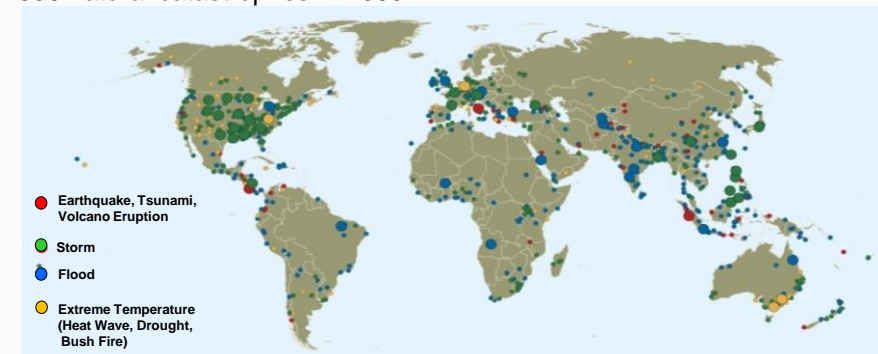 Earthquake, Tsunami,
Volcano Eruption
Storm
Flood
Extreme Temperature
(Heat Wave, Drought,
Bush Fire)